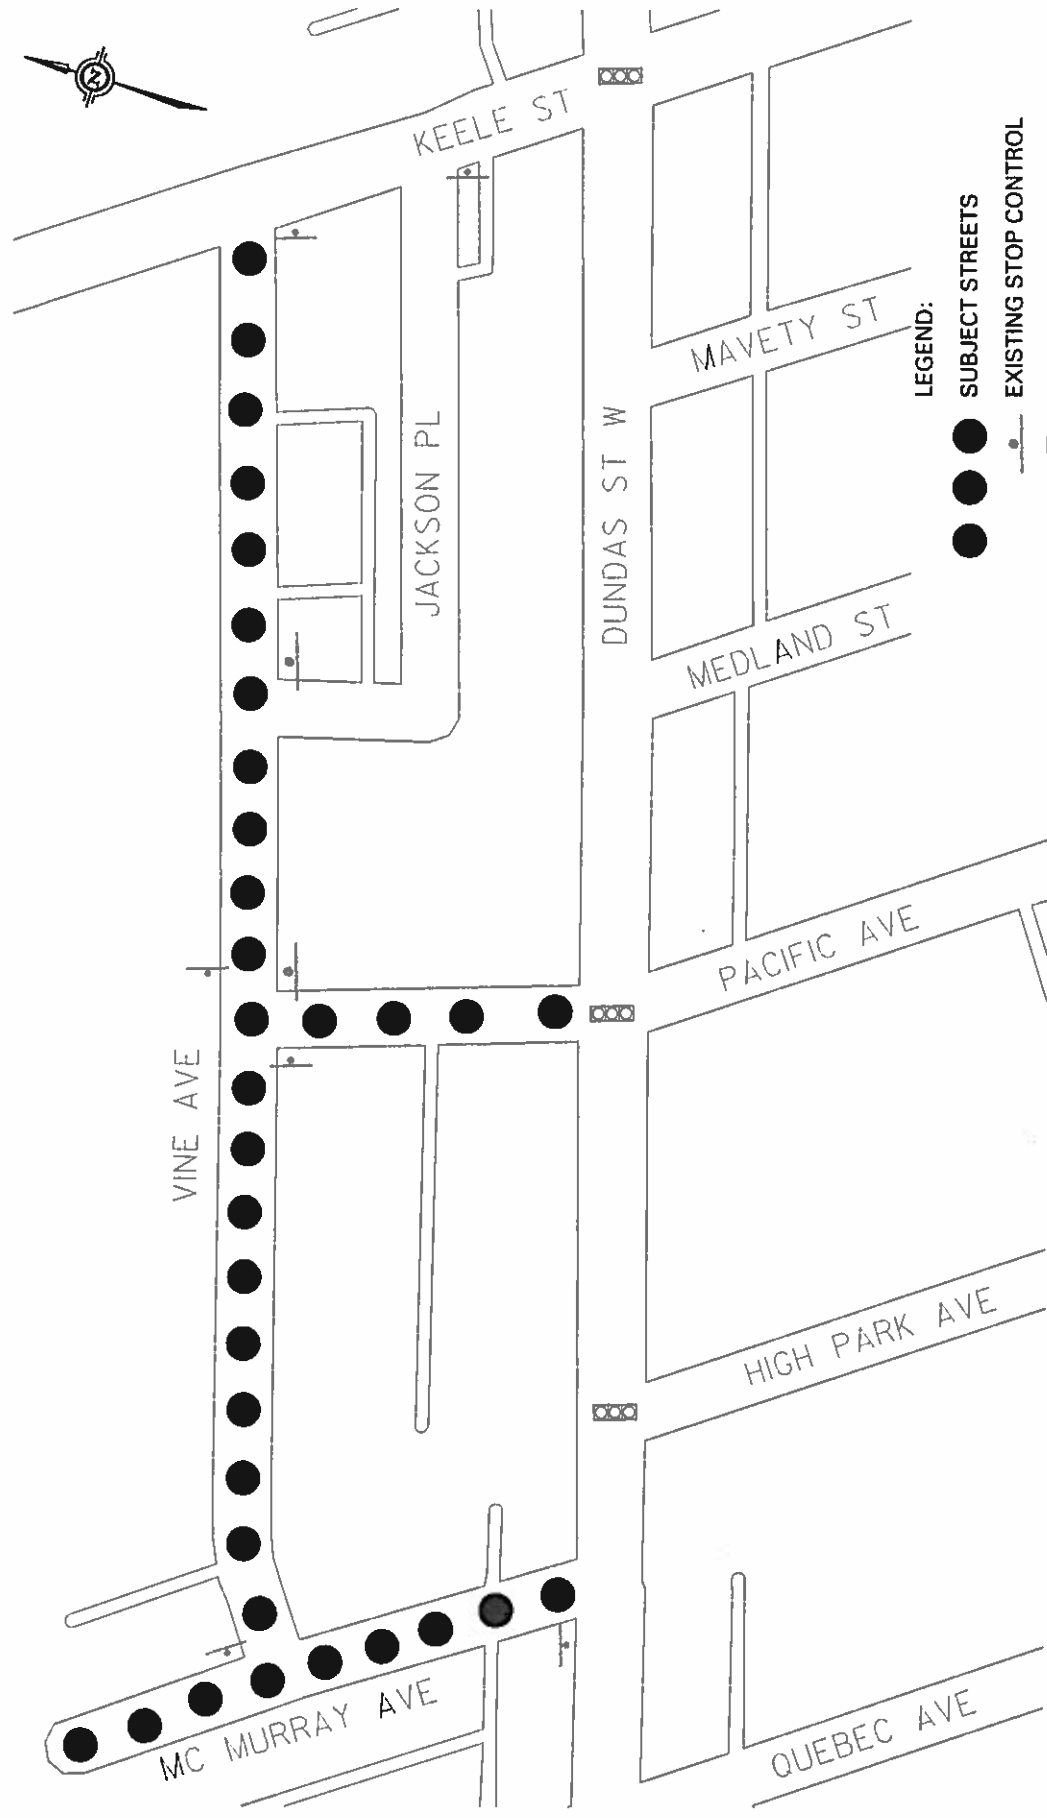 N
KEELE ST
MAVETY ST
LEGEND:
SUBJECT STREETS
EXISTING STOP CONTROL
JACKSON PL
DUNDAS ST W
MEDLAND ST
PACIFIC AVE
VINE AVE
HIGH PARK AVE
MC MURRAY AVE
QUEBEC AVE